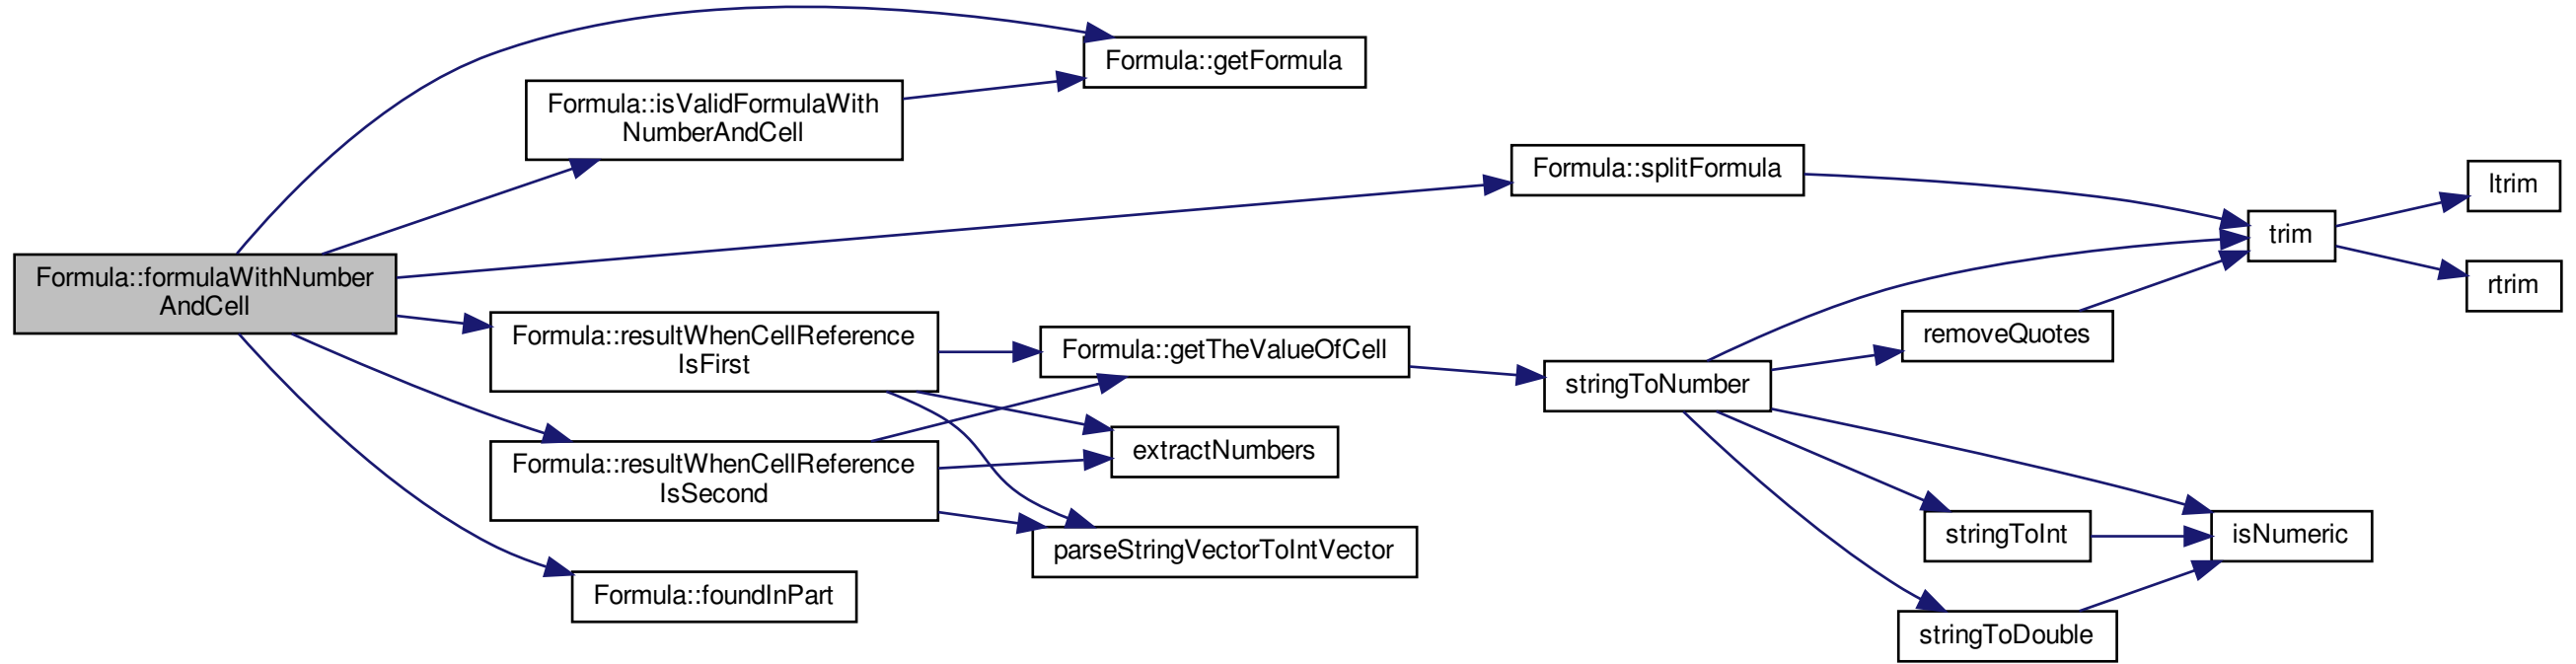 Formula::getFormula
Formula::isValidFormulaWith
NumberAndCell
Formula::splitFormula
ltrim
trim
rtrim
Formula::formulaWithNumber
AndCell
Formula::resultWhenCellReference
IsFirst
Formula::getTheValueOfCell
removeQuotes
stringToNumber
Formula::resultWhenCellReference
IsSecond
extractNumbers
parseStringVectorToIntVector
stringToInt
isNumeric
Formula::foundInPart
stringToDouble